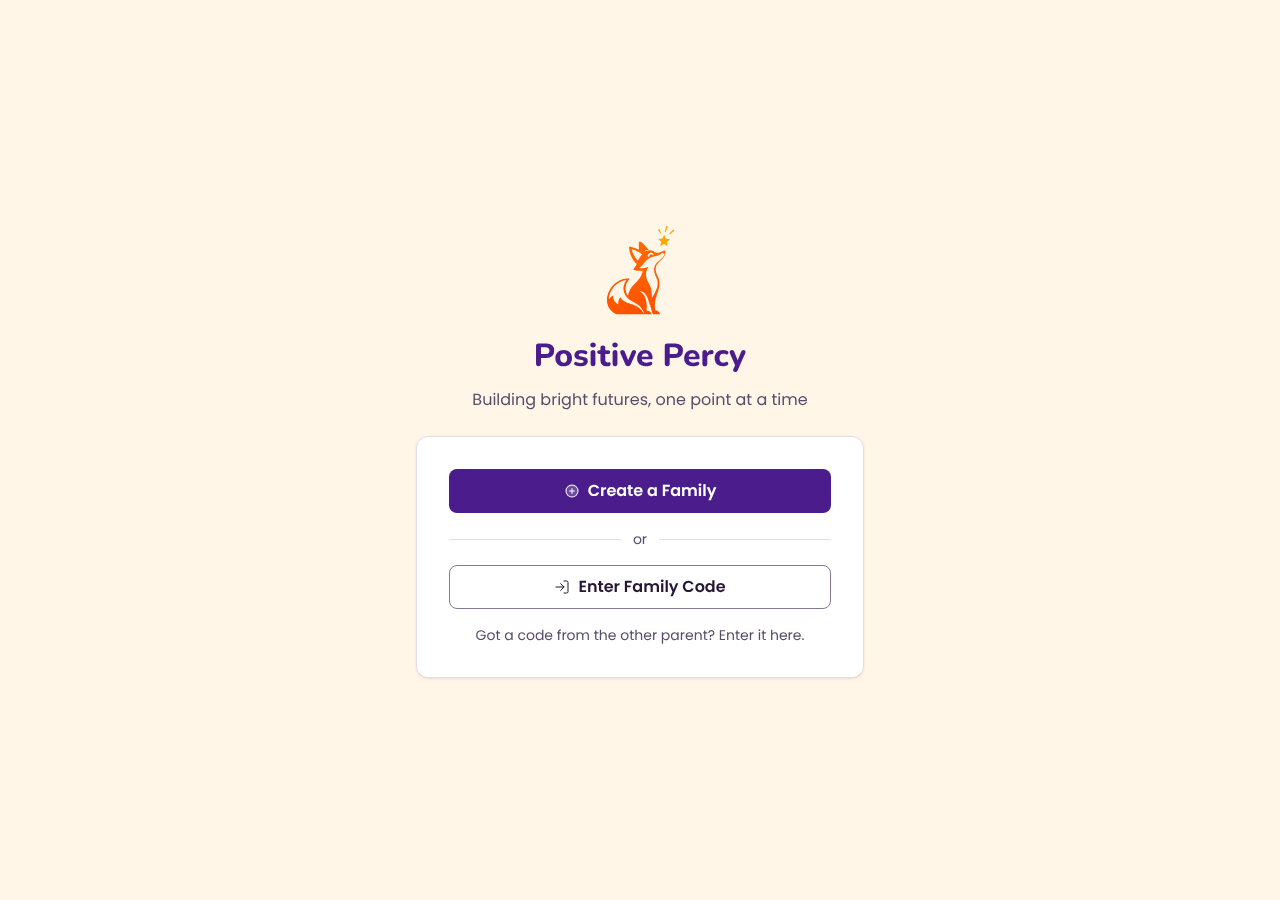 Positive Percy
Building bright futures, one point at a time
Create a Family
or
Enter Family Code
Got a code from the other parent? Enter it here.